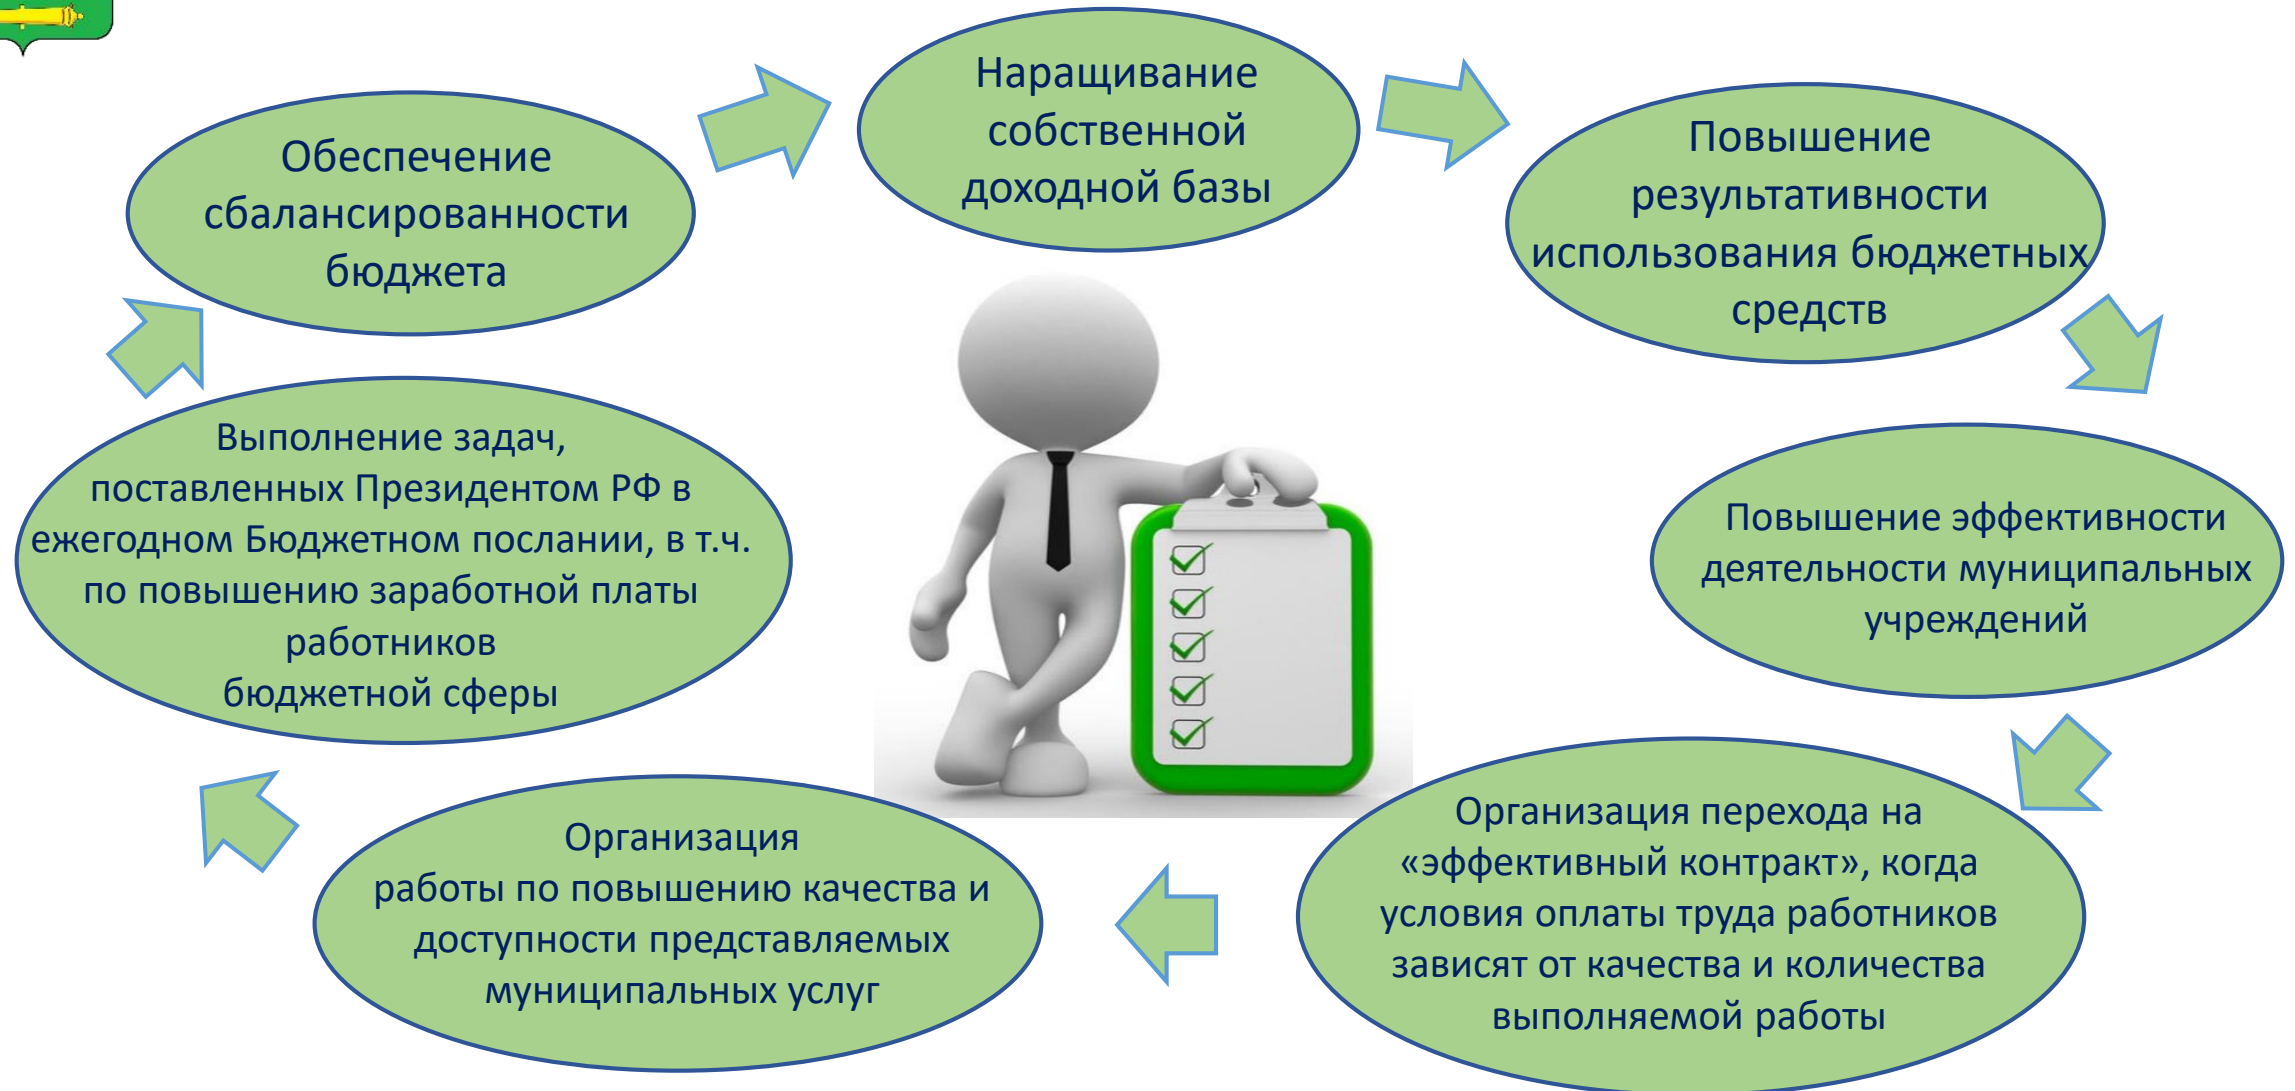 Обеспечение
сбалансированности
бюджета
Наращивание
собственной
доходной базы
Повышение
результативности
использования бюджетных
средств
Повышение эффективности
деятельности муниципальных
учреждений
Организация перехода на
«эффективный контракт», когда
условия оплаты труда работников
зависят от качества и количества
выполняемой работы
Организация
работы по повышению качества и
доступности представляемых
муниципальных услуг
Выполнение задач,
поставленных Президентом РФ в
ежегодном Бюджетном послании, в т.ч.
по повышению заработной платы
работников
бюджетной сферы